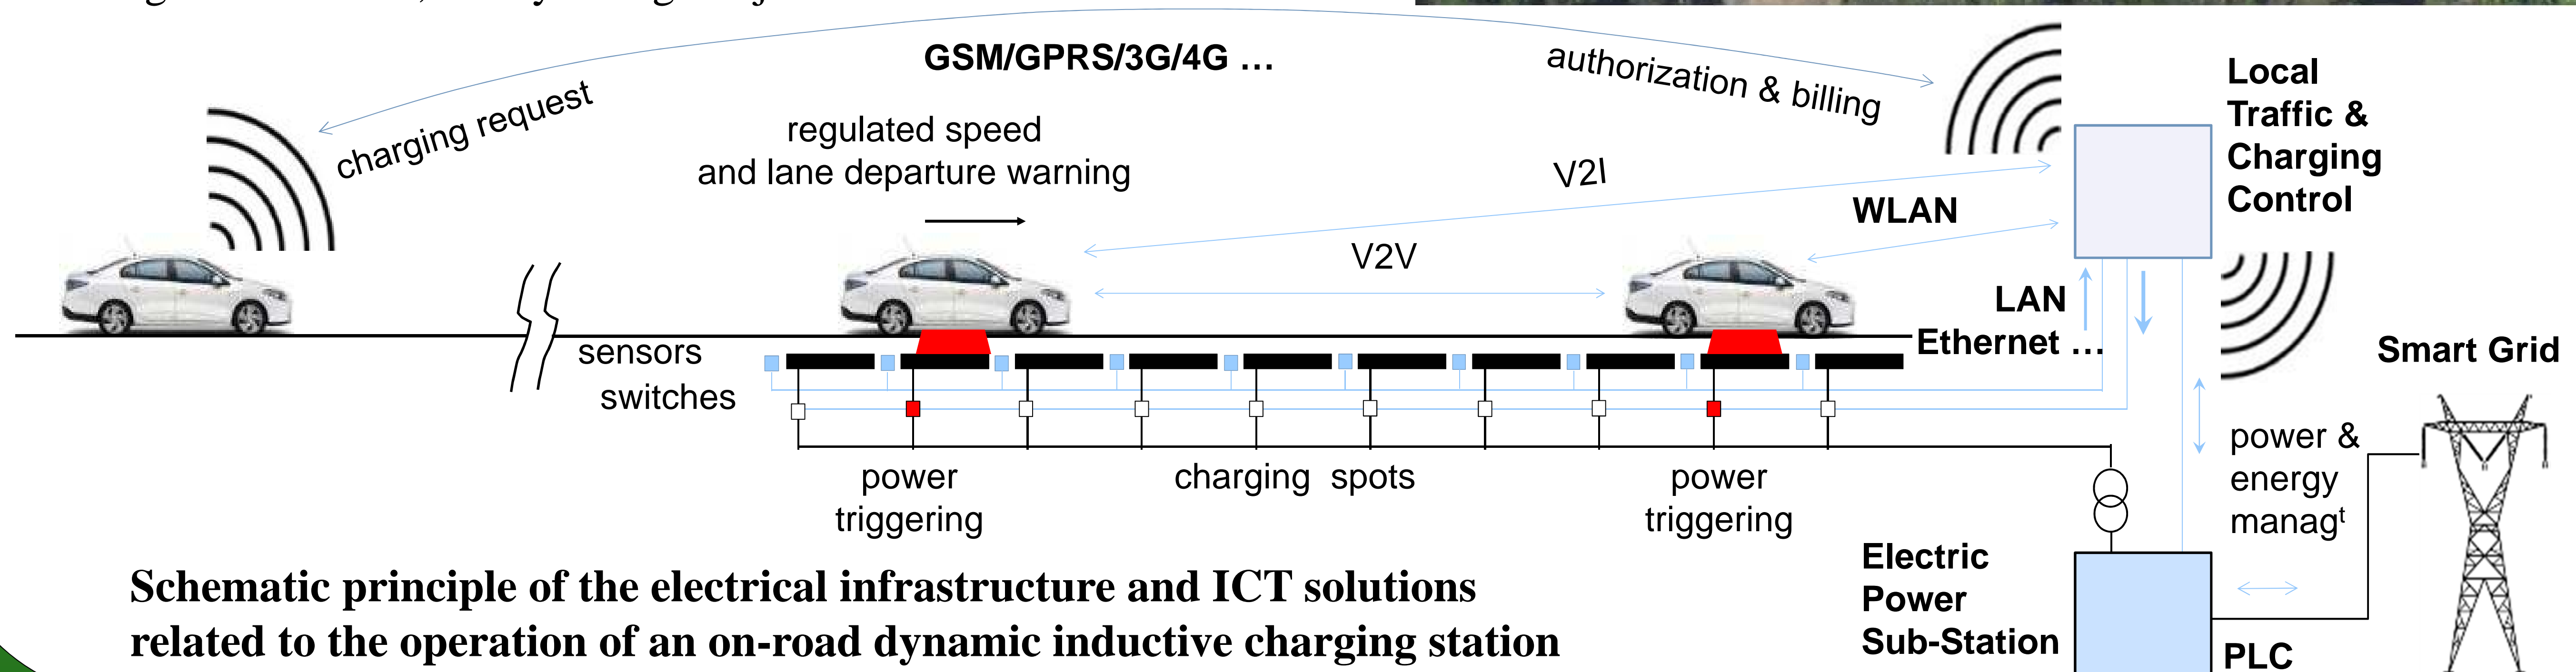 GSM/GPRS/3G/4G …
authorization & billing
charging request
Local
Traffic &
Charging
Control
regulated speed
and lane departure warning
V2I
WLAN
V2V
LAN
Ethernet …
sensors
switches
Smart Grid
power
triggering
charging spots
power
triggering
power &
energy
managᵗ
Electric
Power
Sub-Station
PLC
Schematic principle of the electrical infrastructure and ICT solutions
related to the operation of an on-road dynamic inductive charging station